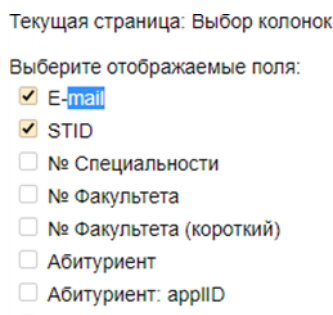 Текущая страница: Выбор колонок
Выберите отображаемые поля:
E-mail
STID
№ Специальности
№ Факультета
№ Факультета (короткий)
Абитуриент
Абитуриент: applID